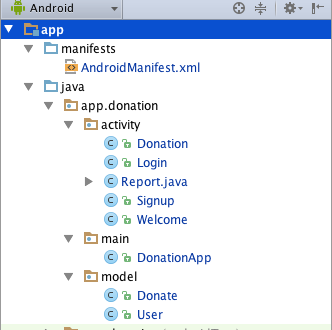 Android
app
manifests
AndroidManifest.xml
java
app.donation
activity
Donation
Login
Report.java
Signup
Welcome
main
DonationApp
model
Donate
User